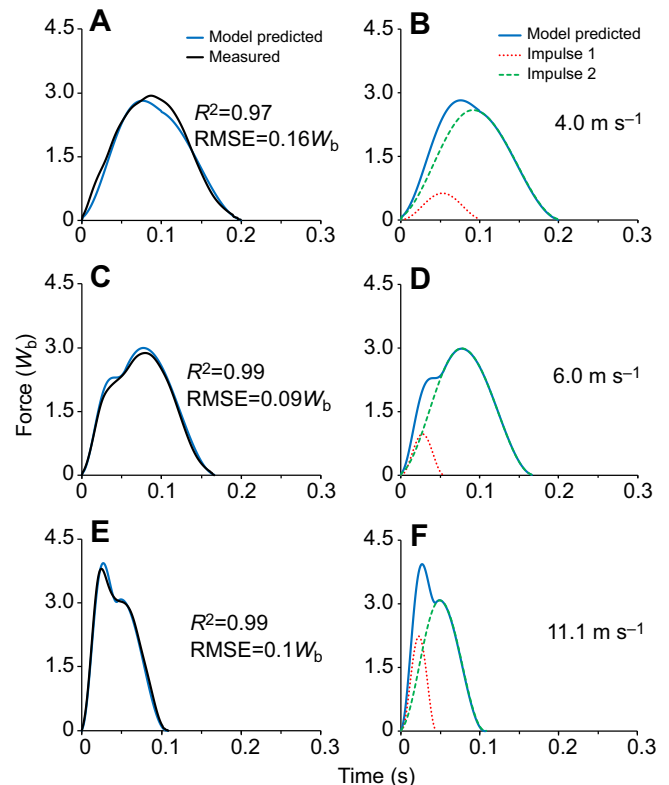 A
Model predicted
Measured
4.5
3.0
1.5
0
R²=0.97
RMSE=0.16Wb
0 0.1 0.2 0.3
B
Model predicted
Impulse 1
Impulse 2
4.5
3.0
1.5
0
4.0 m s⁻¹
0 0.1 0.2 0.3
C
4.5
3.0
1.5
0
R²=0.99
RMSE=0.09Wb
0 0.1 0.2 0.3
D
4.5
3.0
1.5
0
6.0 m s⁻¹
0 0.1 0.2 0.3
E
4.5
3.0
1.5
0
R²=0.99
RMSE=0.1Wb
0 0.1 0.2 0.3
F
4.5
3.0
1.5
0
11.1 m s⁻¹
0 0.1 0.2 0.3
Force (Wb)
Time (s)